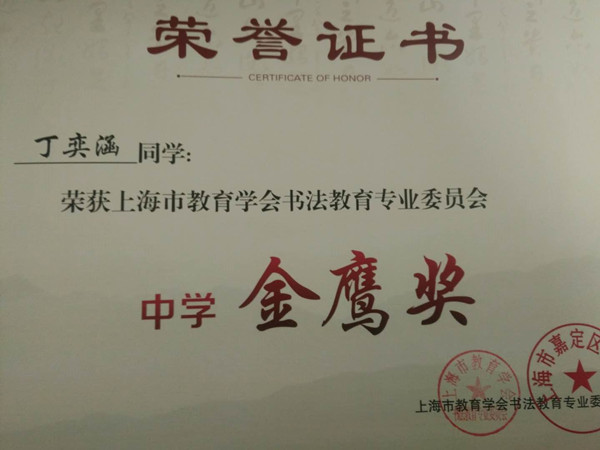 荣誉证书
CERTIFICATE OF HONOR
丁奕涵同学:
荣获上海市教育学会书法教育专业委员会
中学 金鹰奖
上海市教育学会
上海市嘉定区
上海市教育学会书法教育专业委